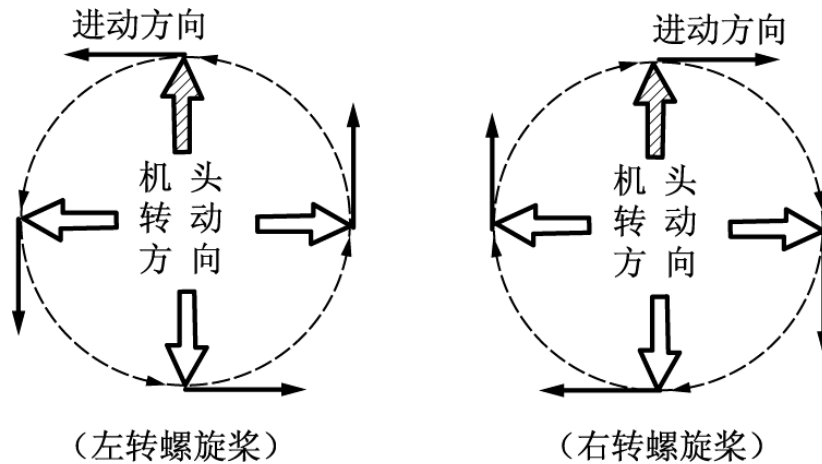 进动方向
进动方向
机头
转动
方向
机头
转动
方向
（左转螺旋桨）
（右转螺旋桨）